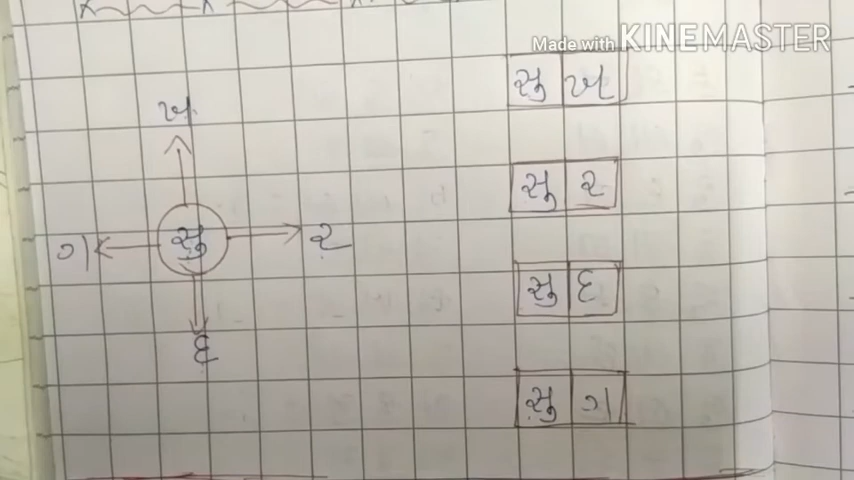 Made with KINEMASTER
સુ ખ
ખ
સુ ર
ગ સુ ર
સુ દ
દ
સુ ગ